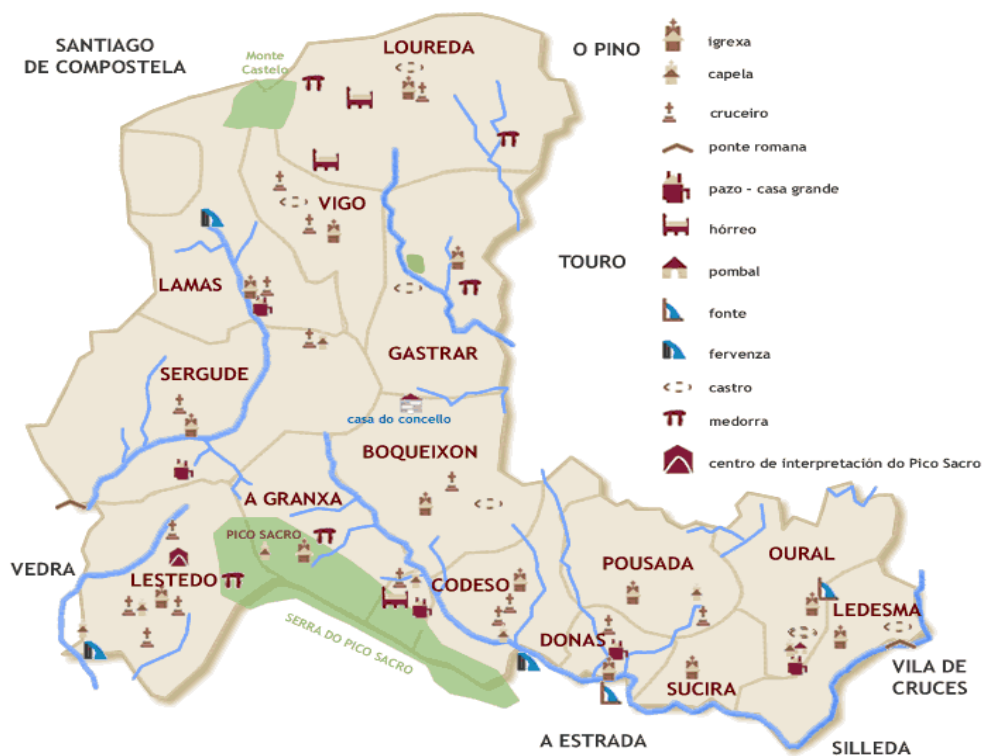 SANTIAGO
DE COMPOSTELA
Monte
Castelo
LOUREDA
O PINO
VIGO
LAMAS
TOURO
GASTRAR
SERGUDE
casa do concello
BOQUEIXON
A GRANXA
PICO SACRO
VEDRA
LESTEDO
CODESO
POUSADA
OURAL
LEDESMA
SERRA DO PICO SACRO
DONAS
SUCIRA
VILA DE
CRUCES
A ESTRADA
SILLEDA
igrexa
capela
cruceiro
ponte romana
pazo - casa grande
hórreo
pombal
fonte
fervenza
castro
medorra
centro de interpretación do Pico Sacro